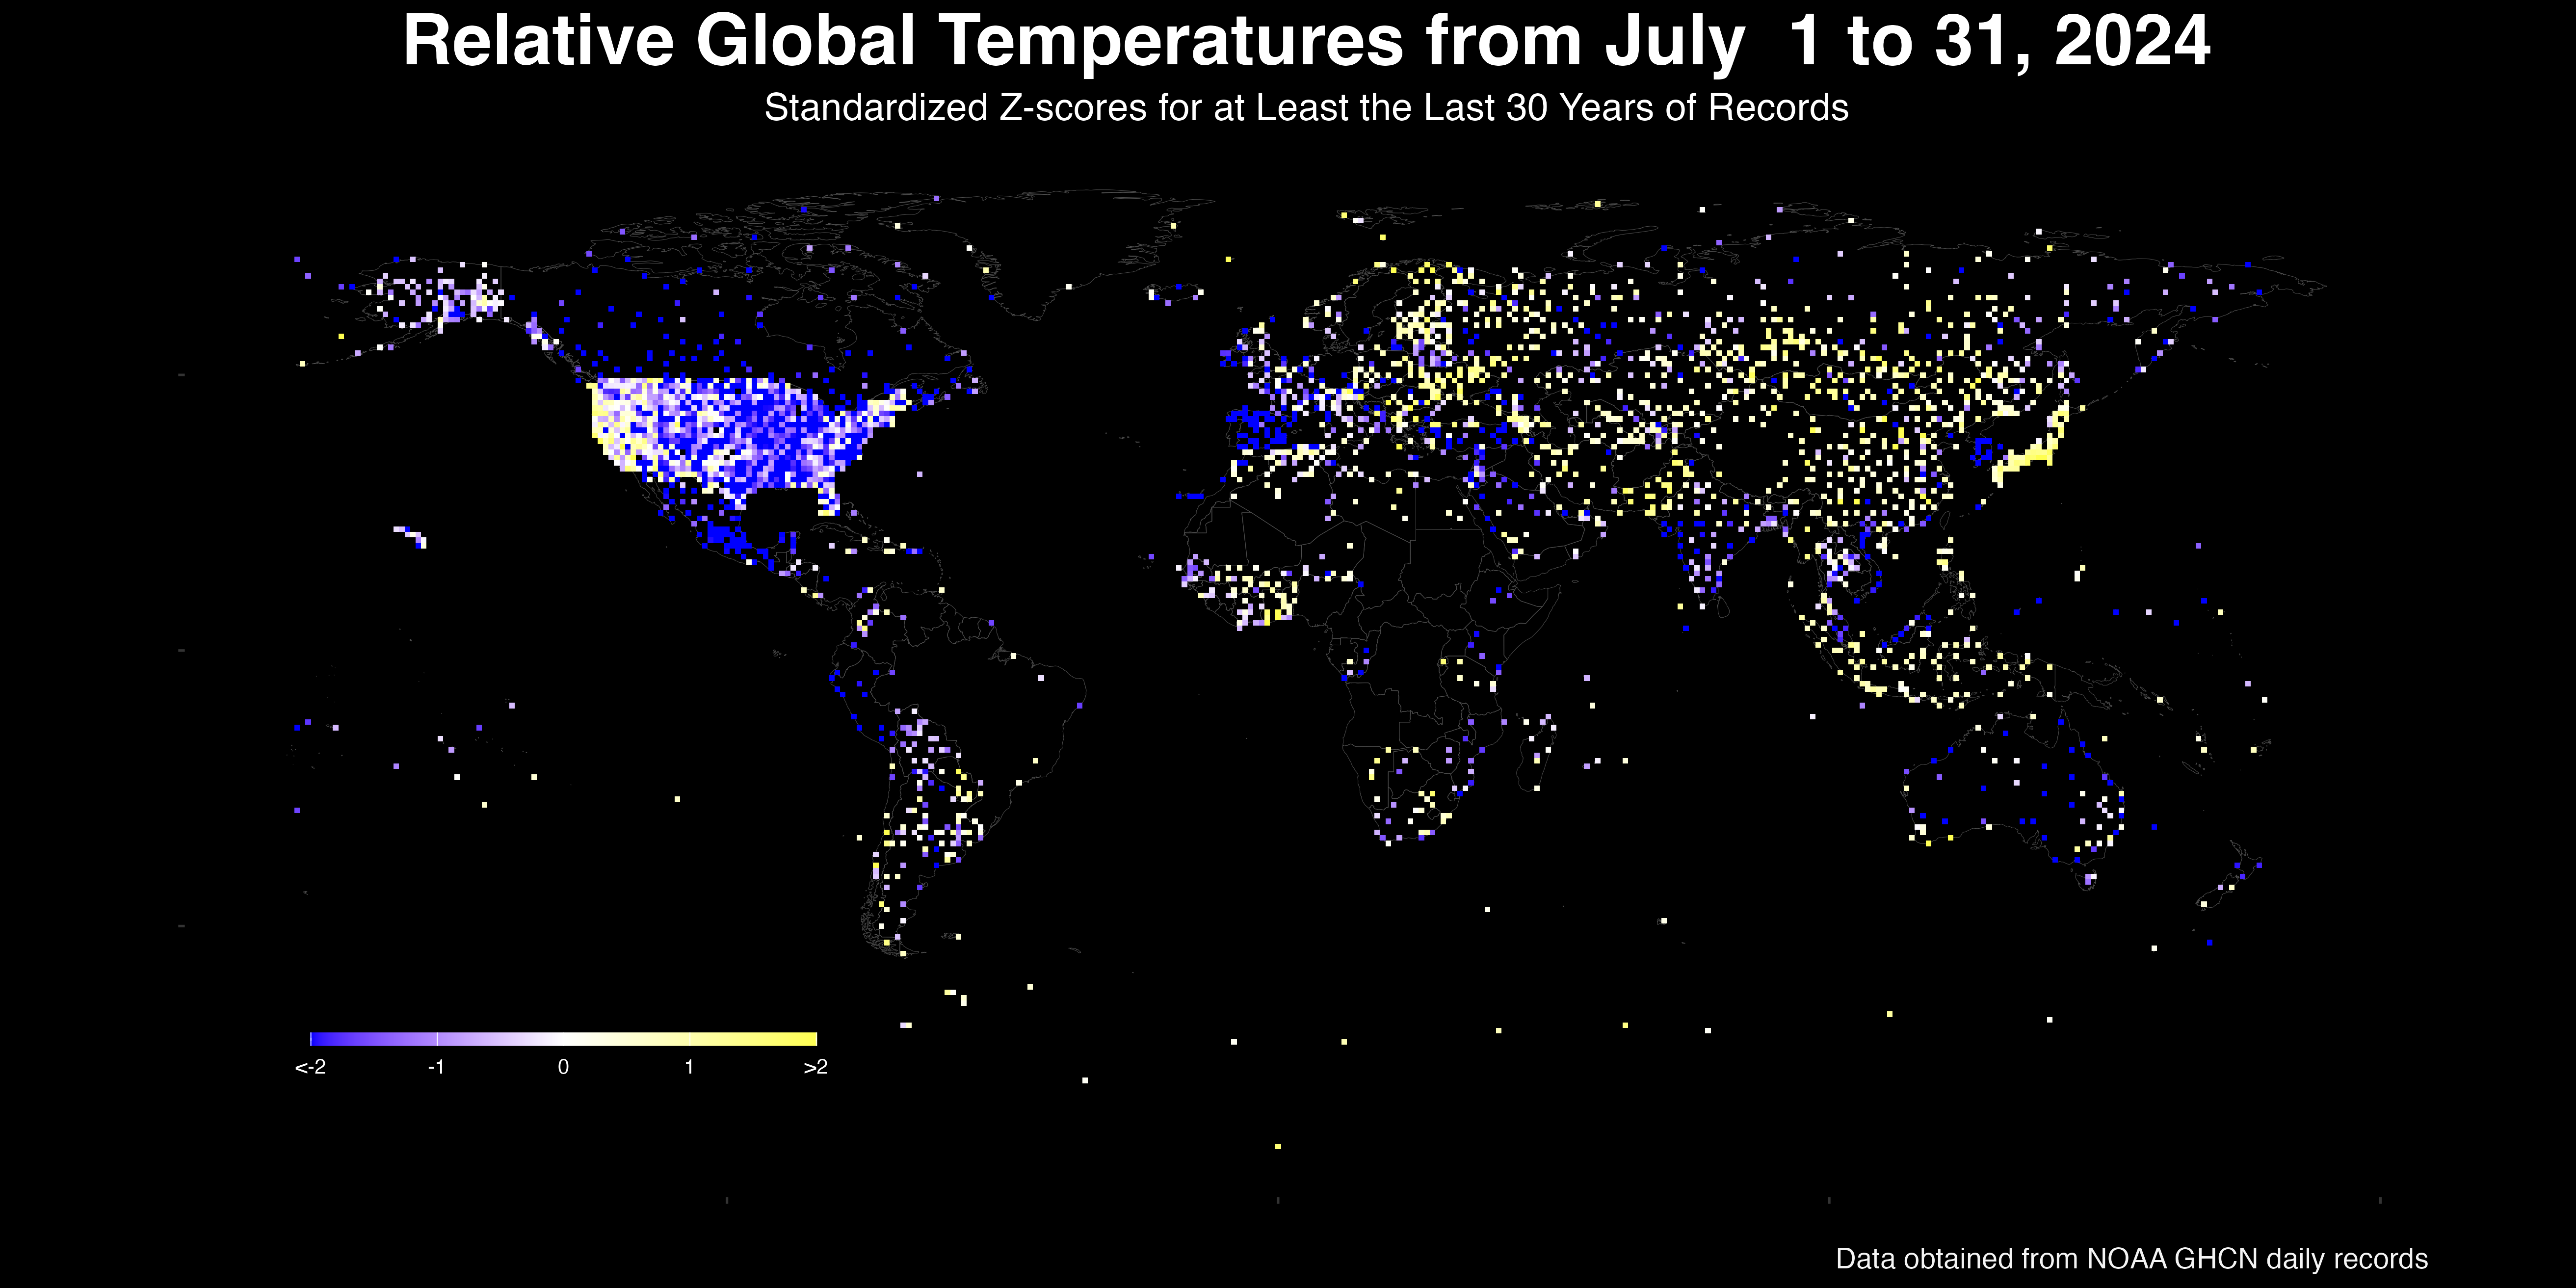 Relative Global Temperatures from July  1 to 31, 2024
Standardized Z-scores for at Least the Last 30 Years of Records
<-2 -1 0 1 >2
Data obtained from NOAA GHCN daily records